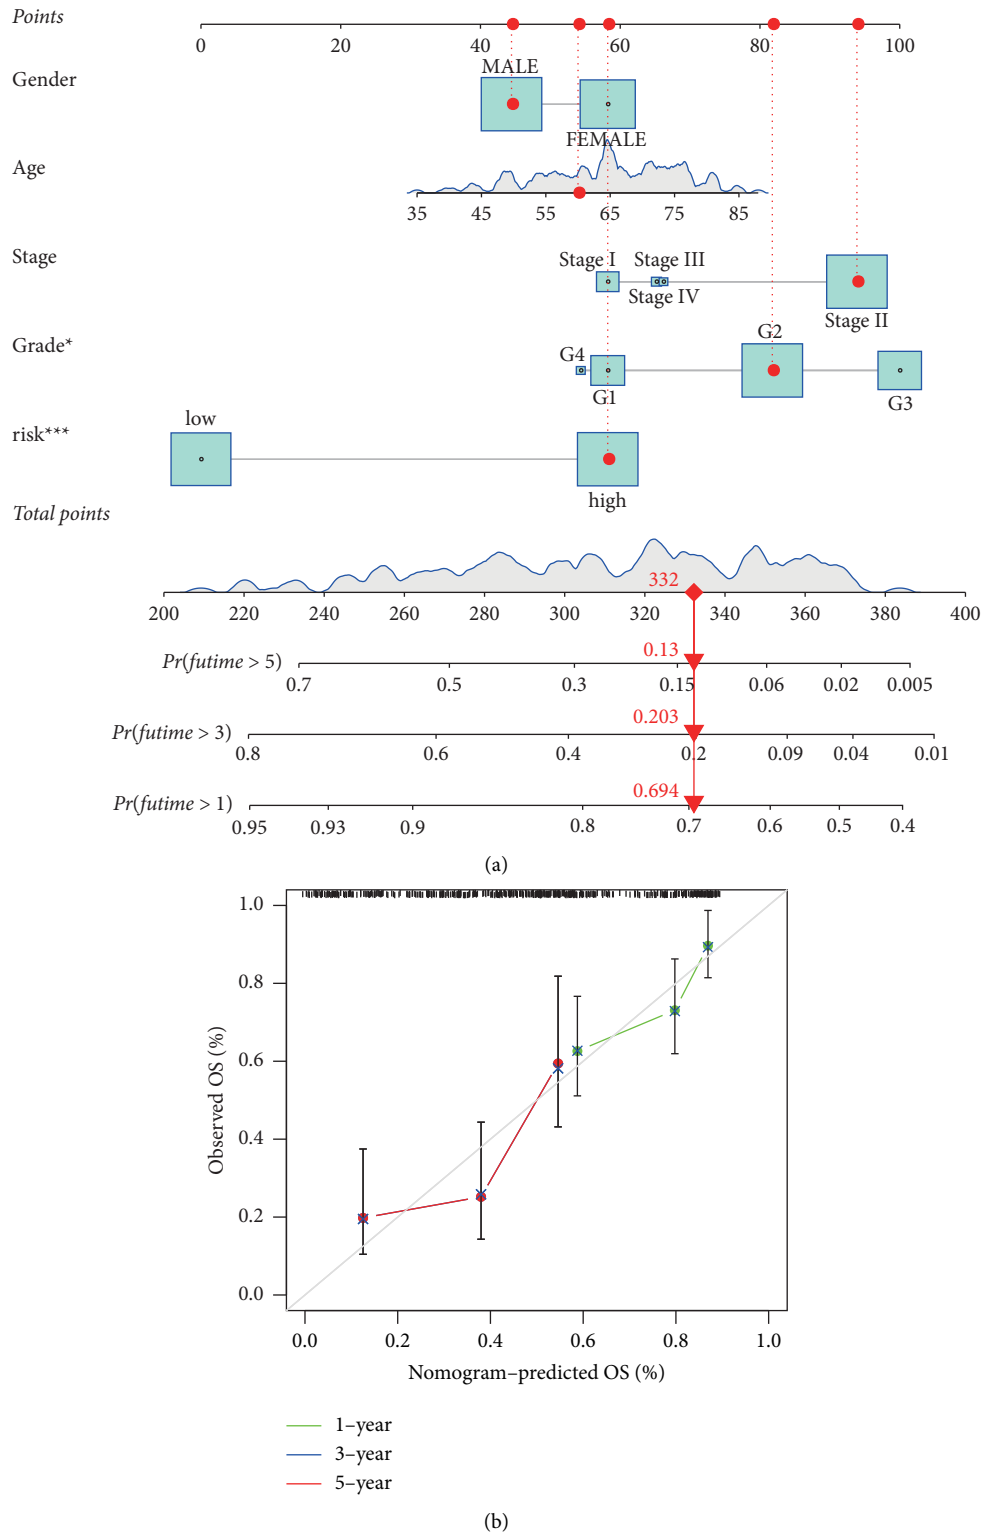 Points
0 20 40 60 80 100
Gender
MALE
FEMALE
Age
35 45 55 65 75 85
Stage
Stage I Stage III
Stage IV
Stage II
Grade*
G4
G1
G2
G3
risk***
low
high
Total points
332
200 220 240 260 280 300 320 340 360 380 400
0.13
Pr(futime > 5)
0.7 0.5 0.3 0.15 0.06 0.02 0.005
0.203
Pr(futime > 3)
0.8 0.6 0.4 0.2 0.09 0.04 0.01
0.694
Pr(futime > 1)
0.95 0.93 0.9 0.8 0.7 0.6 0.5 0.4
(a)
1.0
0.8
0.6
0.4
0.2
0.0
Observed OS (%)
0.0 0.2 0.4 0.6 0.8 1.0
Nomogram–predicted OS (%)
1–year
3–year
5–year
(b)